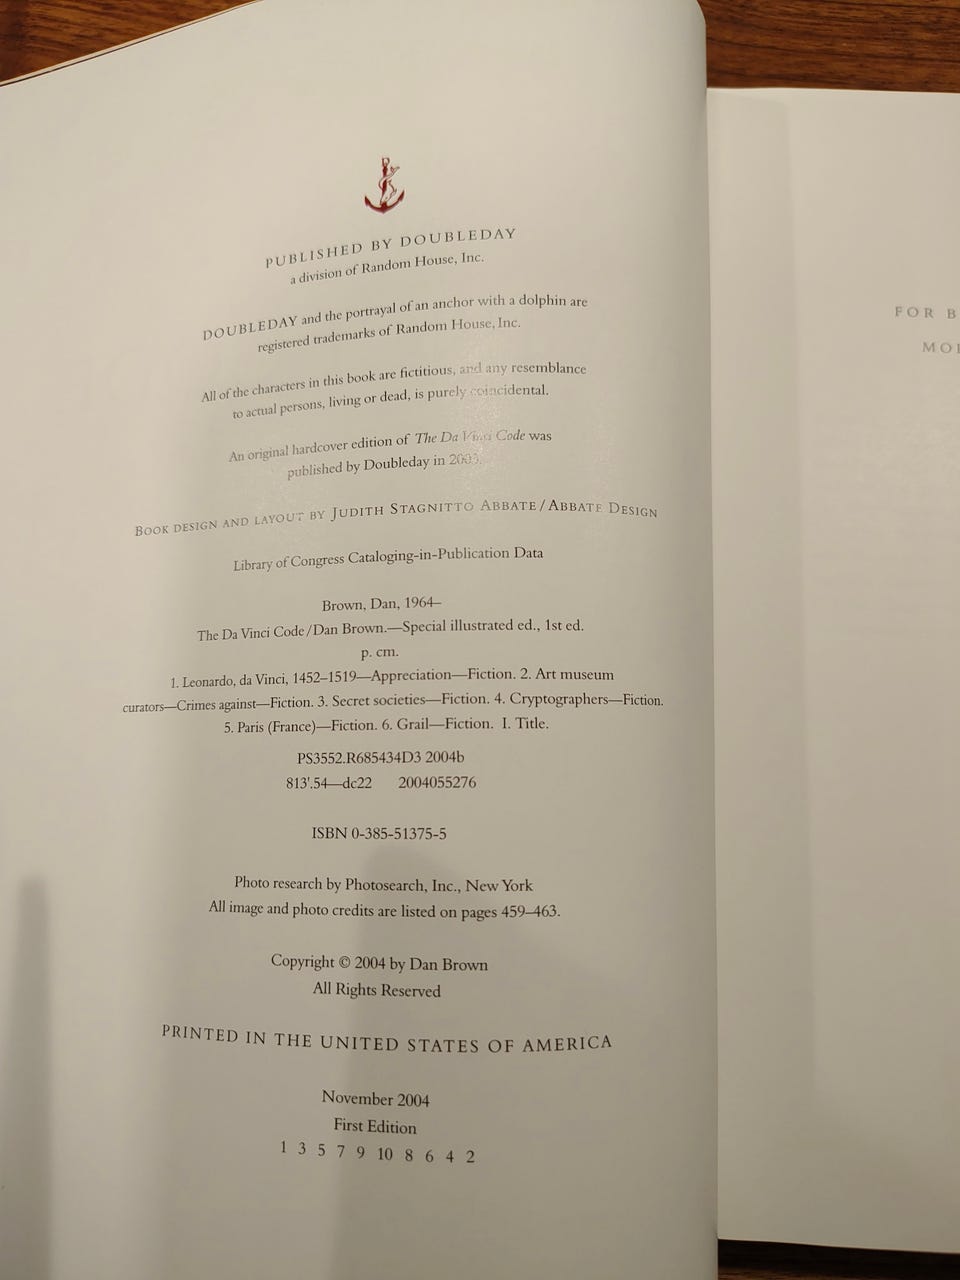 PUBLISHED BY DOUBLEDAY
a division of Random House, Inc.
DOUBLEDAY and the portrayal of an anchor with a dolphin are
registered trademarks of Random House, Inc.
All of the characters in this book are fictitious, and any resemblance
to actual persons, living or dead, is purely coincidental.
An original hardcover edition of The Da Vinci Code was
published by Doubleday in 2003.
BOOK DESIGN AND LAYOUT BY JUDITH STAGNITTO ABBATE/ABBATE DESIGN
Library of Congress Cataloging-in-Publication Data
Brown, Dan, 1964–
The Da Vinci Code/Dan Brown.—Special illustrated ed., 1st ed.
p. cm.
1. Leonardo, da Vinci, 1452–1519—Appreciation—Fiction. 2. Art museum
curators—Crimes against—Fiction. 3. Secret societies—Fiction. 4. Cryptographers—Fiction.
5. Paris (France)—Fiction. 6. Grail—Fiction. I. Title.
PS3552.R685434D3 2004b
813'.54—dc22 2004055276
ISBN 0-385-51375-5
Photo research by Photosearch, Inc., New York
All image and photo credits are listed on pages 459–463.
Copyright © 2004 by Dan Brown
All Rights Reserved
PRINTED IN THE UNITED STATES OF AMERICA
November 2004
First Edition
1 3 5 7 9 10 8 6 4 2
FOR B
MO